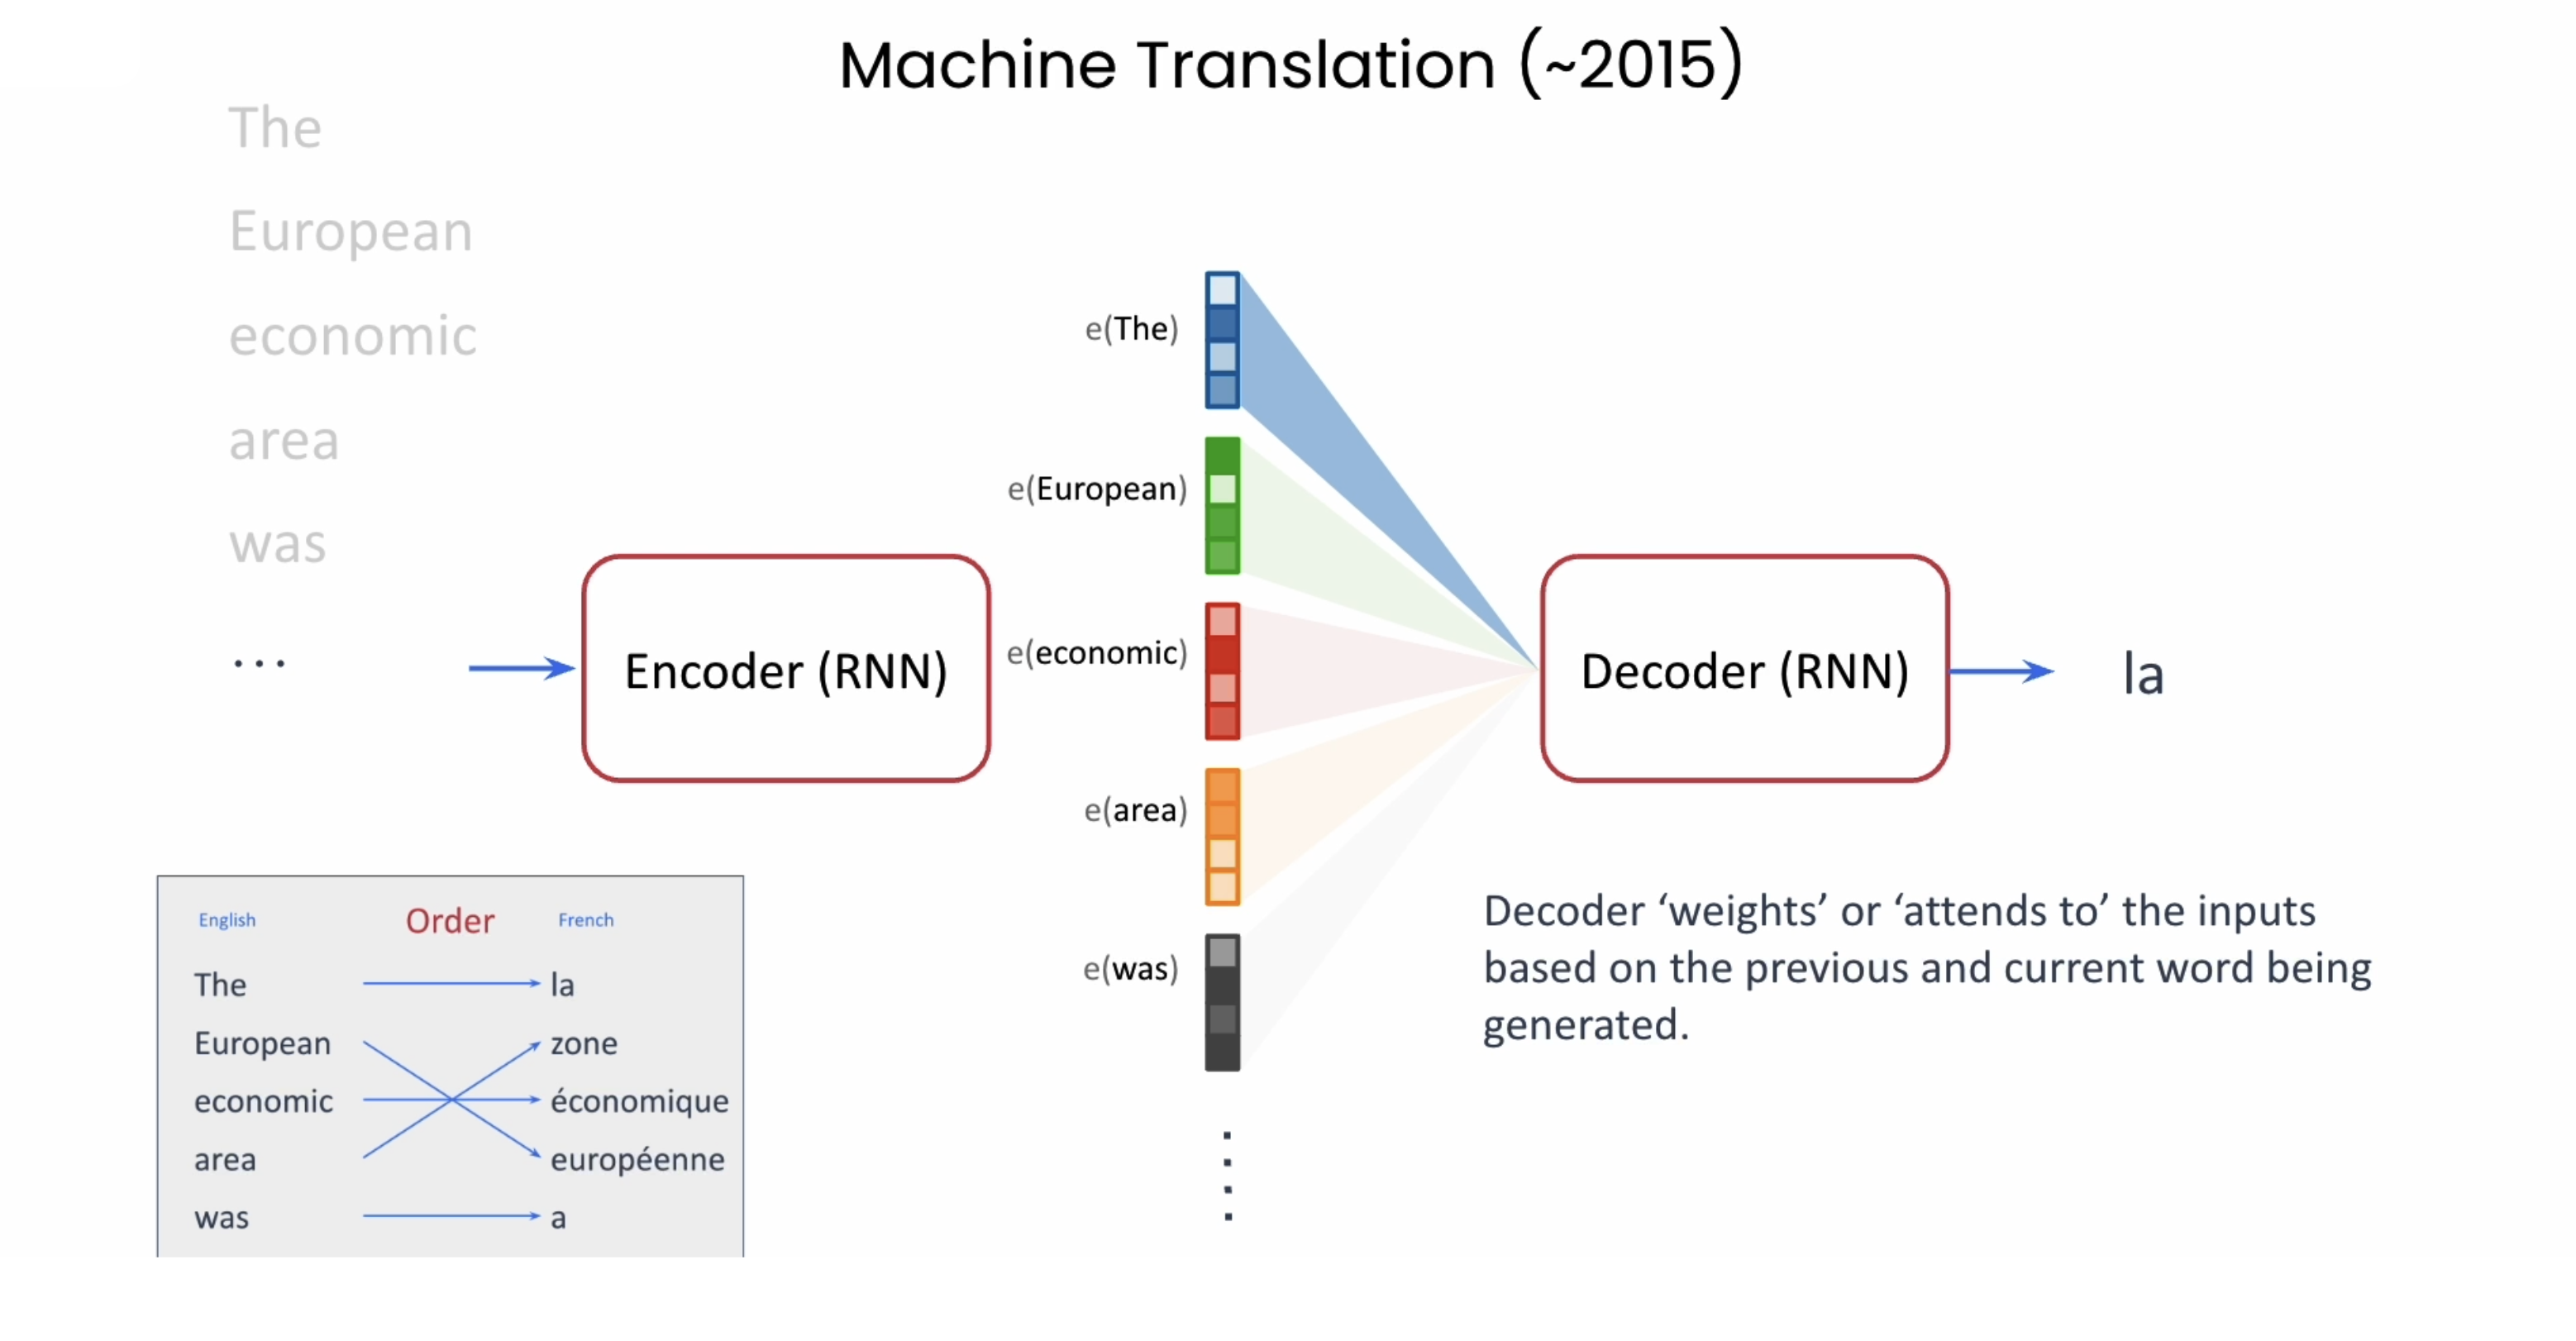 Machine Translation (~2015)
The
European
economic
area
was
...
Encoder (RNN)
e(The)
e(European)
e(economic)
e(area)
e(was)
Decoder (RNN)
la
Decoder ‘weights’ or ‘attends to’ the inputs
based on the previous and current word being
generated.
English Order French
The la
European zone
economic économique
area européenne
was a